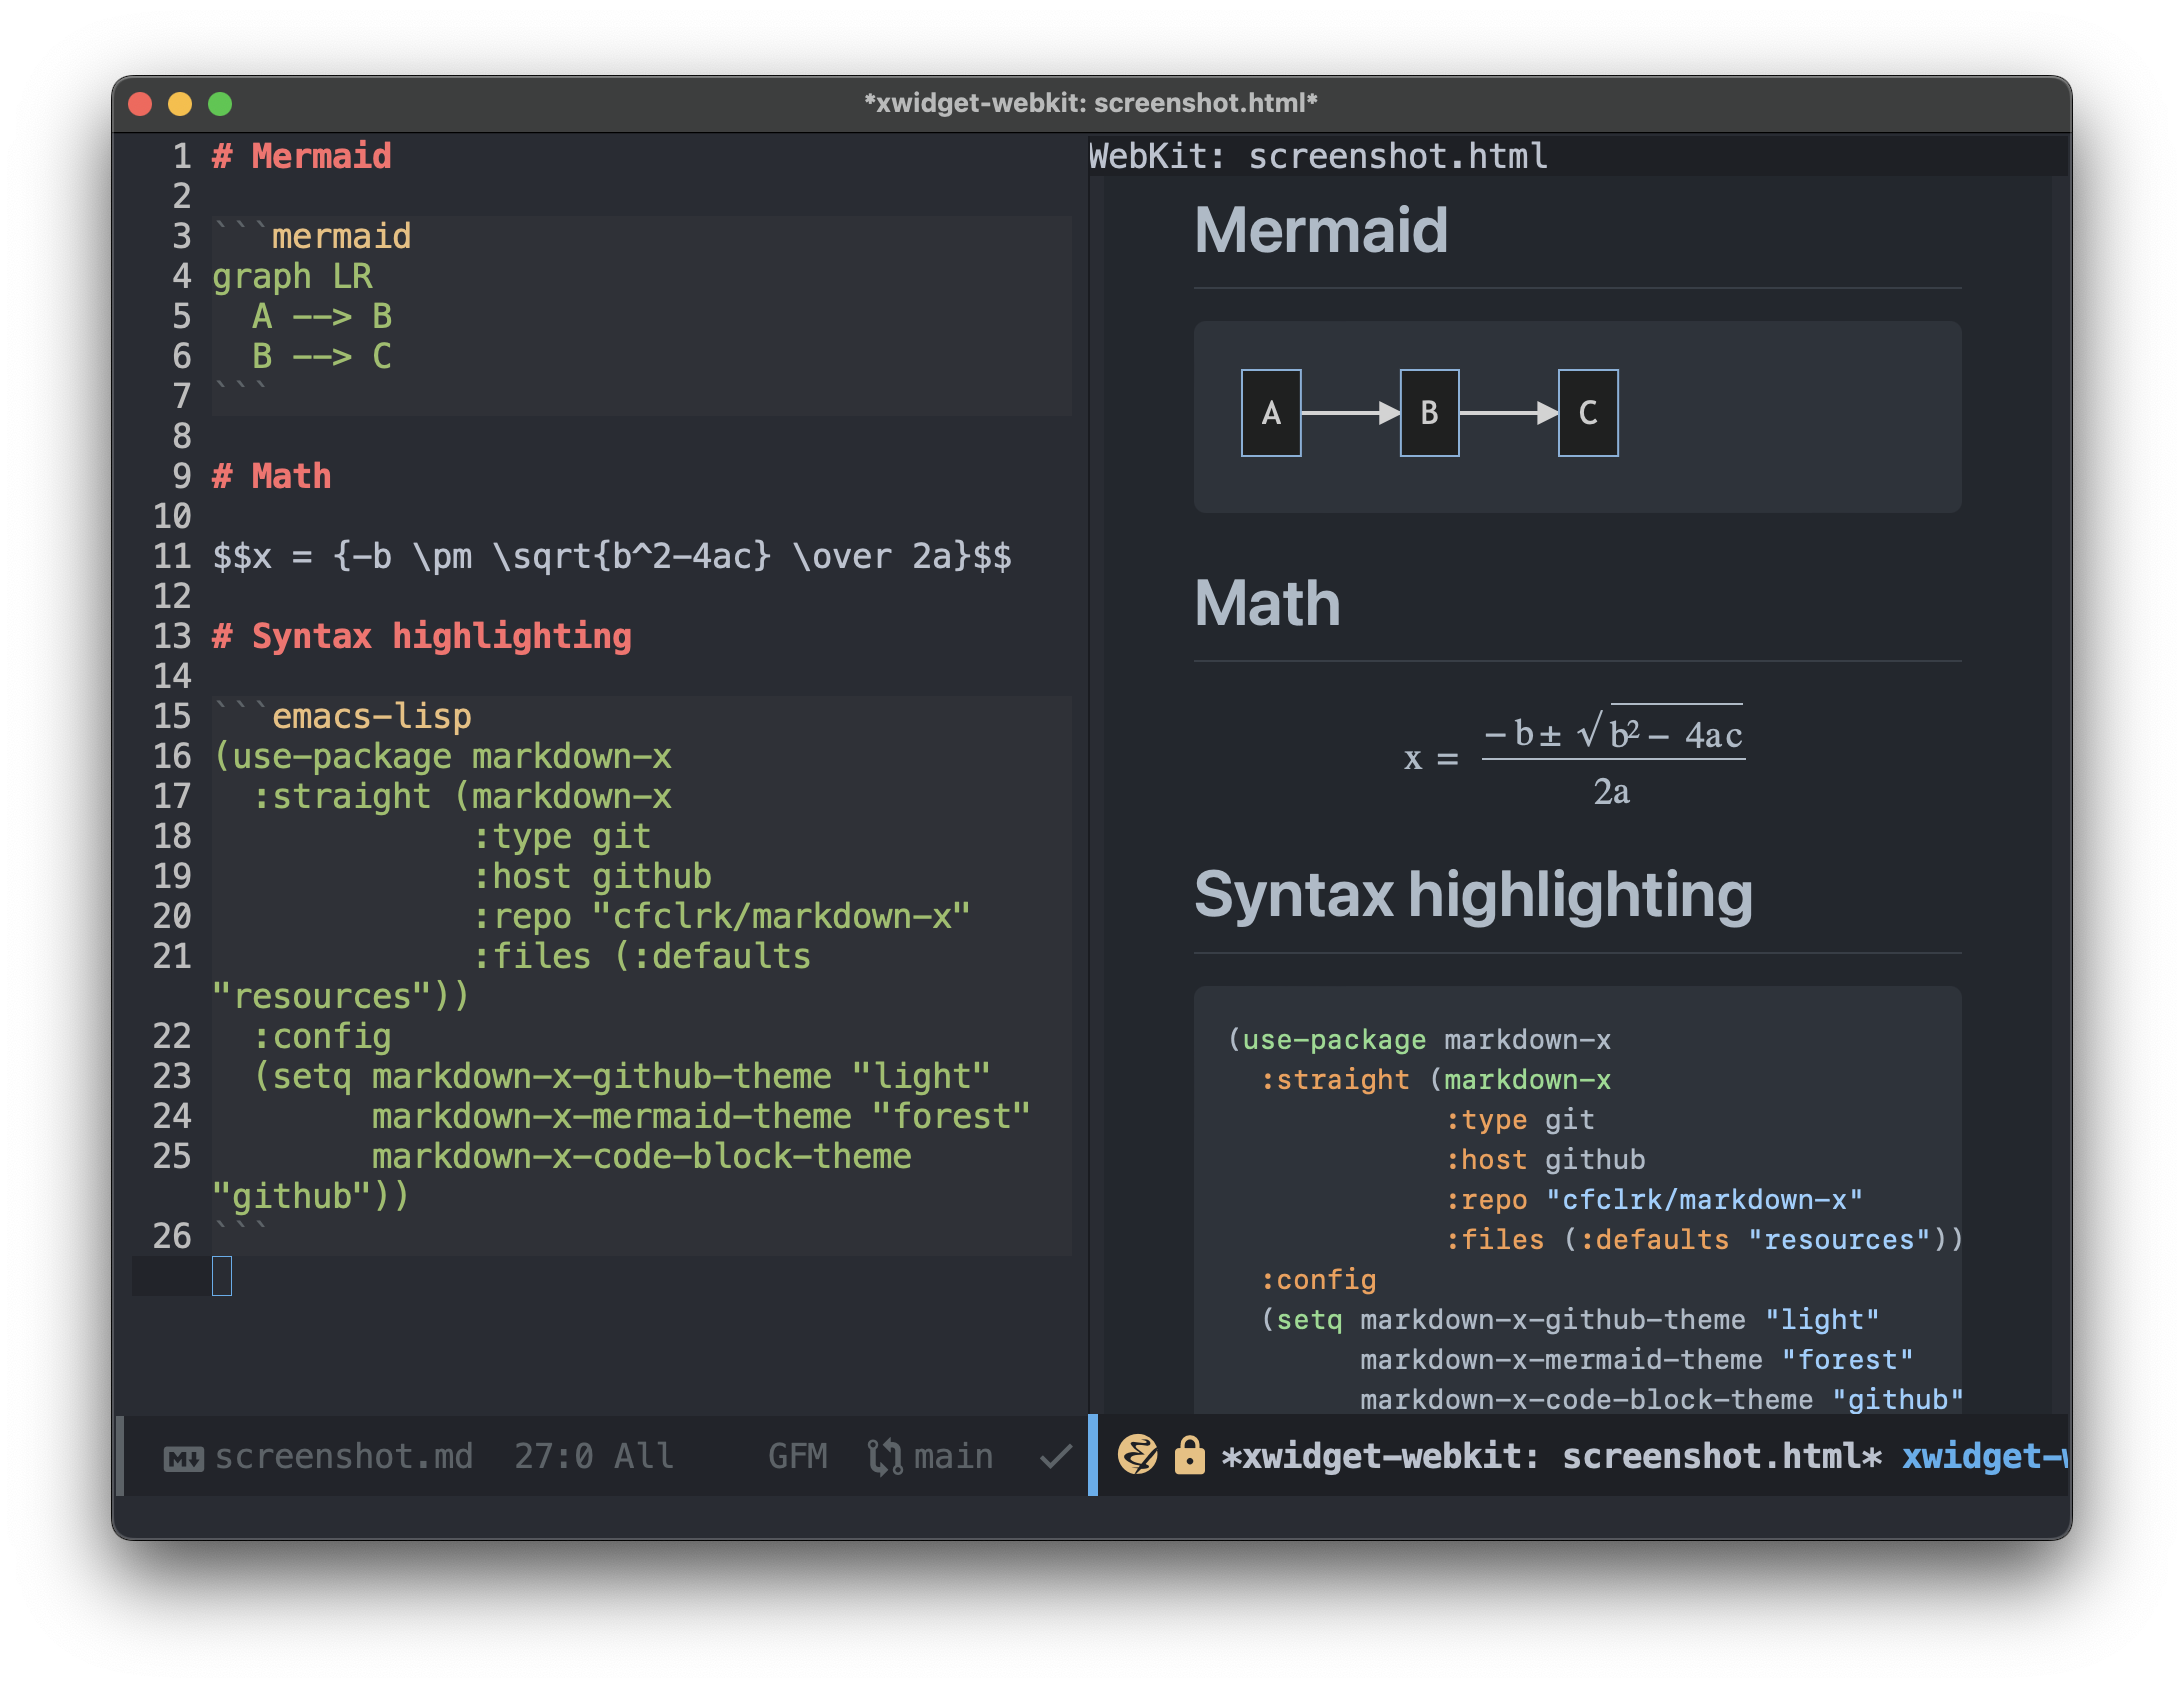 *xwidget-webkit: screenshot.html*
1 # Mermaid
2
3 ```mermaid
4 graph LR
5   A --> B
6   B --> C
7 ```
8
9 # Math
10
11 $$x = {-b \pm \sqrt{b^2-4ac} \over 2a}$$
12
13 # Syntax highlighting
14
15 ```emacs-lisp
16 (use-package markdown-x
17   :straight (markdown-x
18              :type git
19              :host github
20              :repo "cfclrk/markdown-x"
21              :files (:defaults
"resources"))
22   :config
23   (setq markdown-x-github-theme "light"
24         markdown-x-mermaid-theme "forest"
25         markdown-x-code-block-theme
"github"))
26 ```
screenshot.md 27:0 All GFM main
WebKit: screenshot.html
Mermaid
A B C
Math
x = −b ± √b² − 4ac
2a
Syntax highlighting
(use-package markdown-x
  :straight (markdown-x
             :type git
             :host github
             :repo "cfclrk/markdown-x"
             :files (:defaults "resources"))
  :config
  (setq markdown-x-github-theme "light"
        markdown-x-mermaid-theme "forest"
        markdown-x-code-block-theme "github"
*xwidget-webkit: screenshot.html* xwidget-